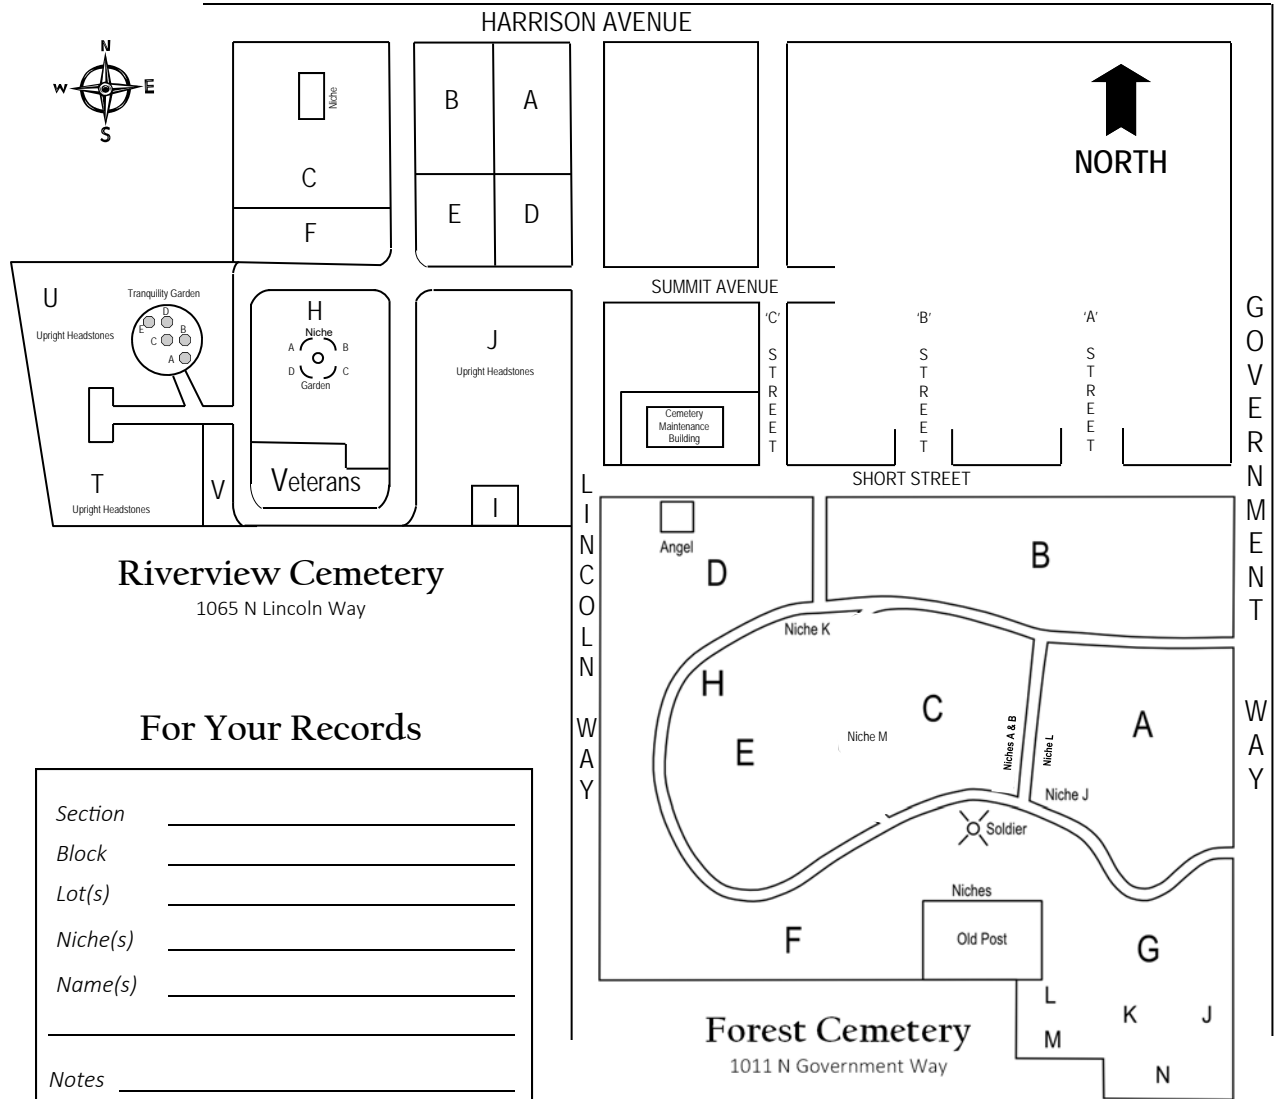 HARRISON AVENUE
N
W
E
S
Niche
C
F
B
A
E
D
NORTH
SUMMIT AVENUE
U
Upright Headstones
Tranquility Garden
D
E
B
C
A
H
Niche
A
B
D
C
Garden
J
Upright Headstones
'C' STREET
'B' STREET
'A' STREET
GOVERNMENT WAY
Cemetery
Maintenance
Building
T
Upright Headstones
V
Veterans
I
SHORT STREET
LINCOLN WAY
Riverview Cemetery
1065 N Lincoln Way
Angel
D
B
Niche K
H
C
A
E
Niche M
Niches A & B
Niche L
Niche J
Soldier
Niches
Old Post
F
G
L
K
J
M
N
Forest Cemetery
1011 N Government Way
For Your Records
Section
Block
Lot(s)
Niche(s)
Name(s)
Notes